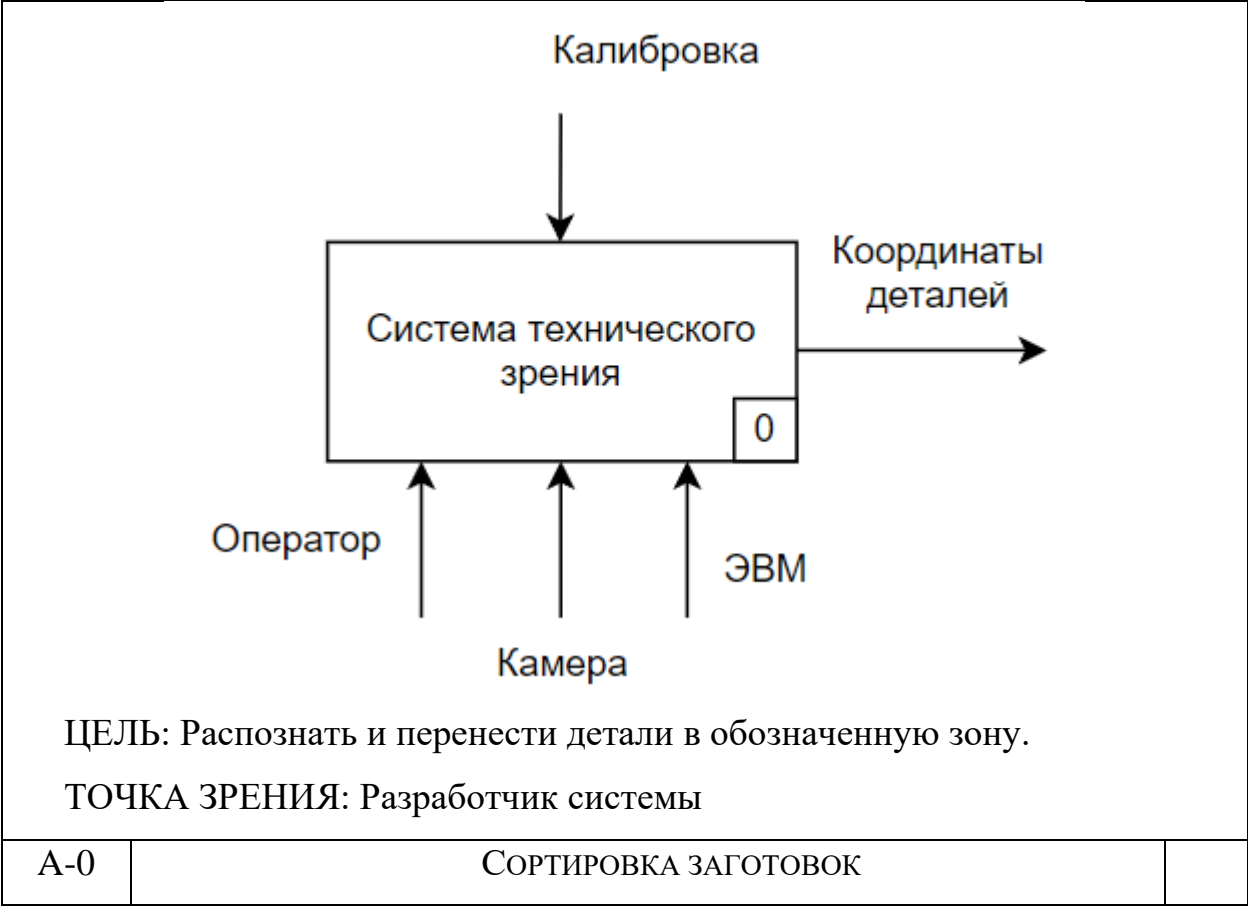 Калибровка
Координаты
деталей
Система технического
зрения
0
Оператор
ЭВМ
Камера
ЦЕЛЬ: Распознать и перенести детали в обозначенную зону.
ТОЧКА ЗРЕНИЯ: Разработчик системы
А-0
СОРТИРОВКА ЗАГОТОВОК